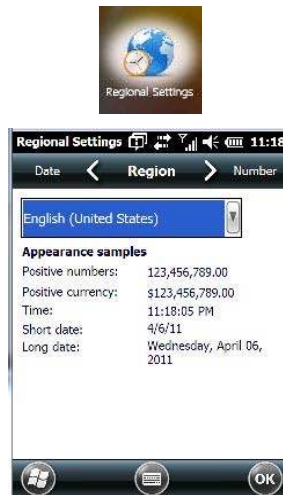 Regional Settings
Regional Settings 11:18
Date Region Number
English (United States)
Appearance samples
Positive numbers: 123,456,789.00
Positive currency: $123,456,789.00
Time: 11:18:05 PM
Short date: 4/6/11
Long date: Wednesday, April 06,
2011
OK